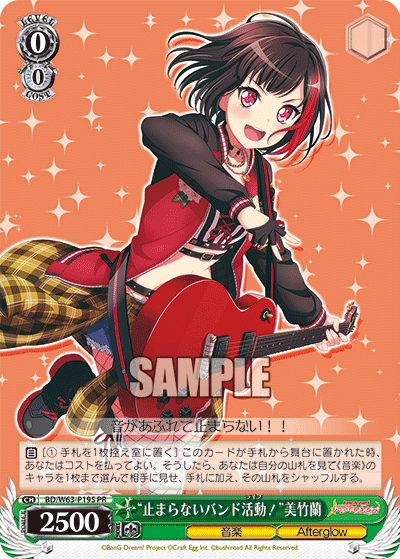 LEVEL
0
0
COST
SAMPLE
音があふれて止まらない！！
自 [① 手札を1枚控え室に置く] このカードが手札から舞台に置かれた時、
あなたはコストを払ってよい。そうしたら、あなたは自分の山札を見て《音楽》の
キャラを1枚まで選んで相手に見せ、手札に加え、その山札をシャッフルする。
CH BD/W63-P19S PR
2500
ライブ
“止まらないバンド活動！”美竹蘭
音楽
Afterglow
©BanG Dream! Project ©Craft Egg Inc. ©bushiroad All Rights Reserved.